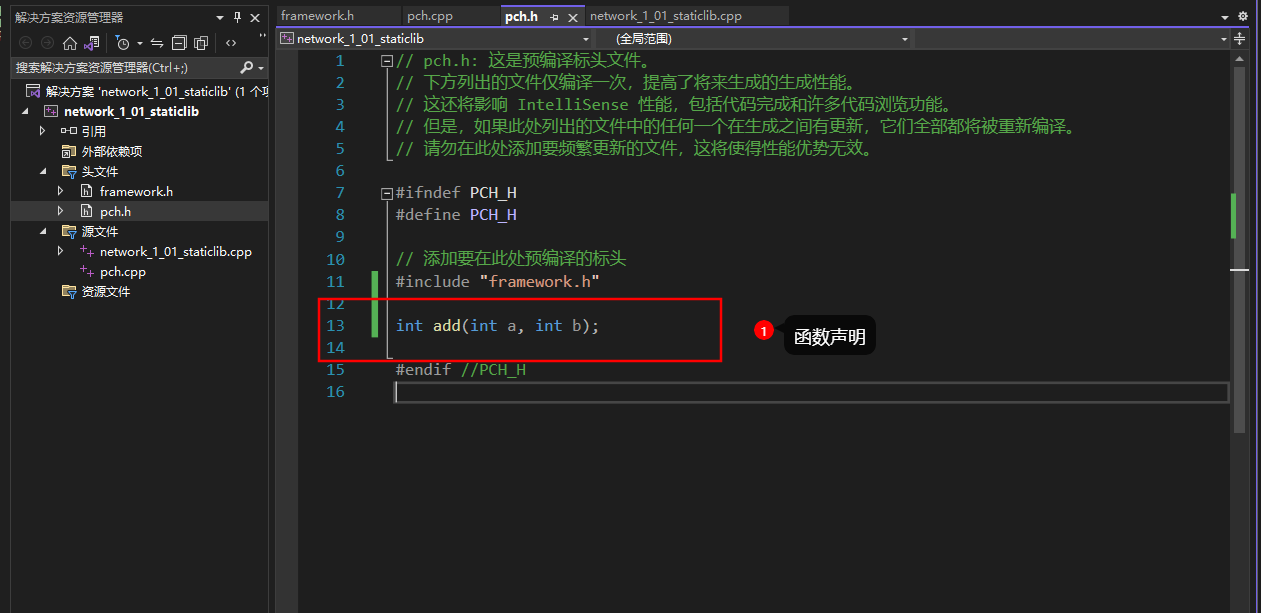 解决方案资源管理器
搜索解决方案资源管理器(Ctrl+;)
解决方案 'network_1_01_staticlib' (1 个项
network_1_01_staticlib
引用
外部依赖项
头文件
framework.h
pch.h
源文件
network_1_01_staticlib.cpp
pch.cpp
资源文件
framework.h pch.cpp pch.h network_1_01_staticlib.cpp
network_1_01_staticlib (全局范围)
1 // pch.h: 这是预编译标头文件。
2 // 下方列出的文件仅编译一次，提高了将来生成的生成性能。
3 // 这还将影响 IntelliSense 性能，包括代码完成和许多代码浏览功能。
4 // 但是，如果此处列出的文件中的任何一个在生成之间有更新，它们全部都将被重新编译。
5 // 请勿在此处添加要频繁更新的文件，这将使得性能优势无效。
6
7 #ifndef PCH_H
8 #define PCH_H
9
10 // 添加要在此处预编译的标头
11 #include "framework.h"
12
13 int add(int a, int b);
14
15 #endif //PCH_H
16
1 函数声明